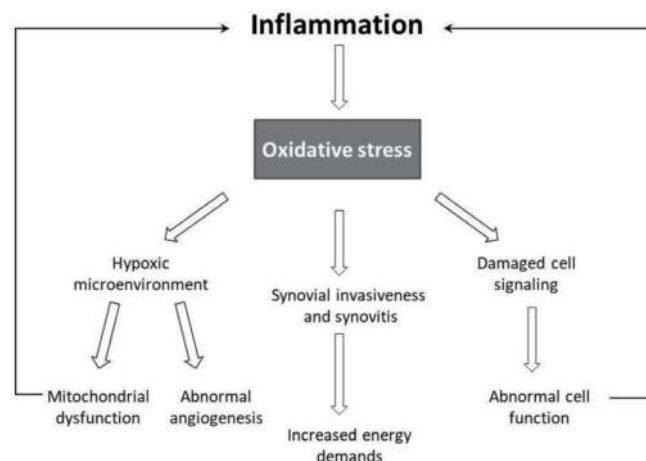 Inflammation
Oxidative stress
Hypoxic
microenvironment
Synovial invasiveness
and synovitis
Damaged cell
signaling
Mitochondrial
dysfunction
Abnormal
angiogenesis
Increased energy
demands
Abnormal cell
function